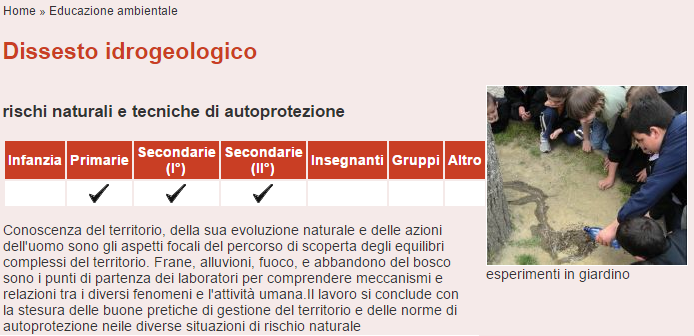 Home » Educazione ambientale
Dissesto idrogeologico
rischi naturali e tecniche di autoprotezione
Infanzia Primarie Secondarie (I°) Secondarie (II°) Insegnanti Gruppi Altro
Conoscenza del territorio, della sua evoluzione naturale e delle azioni
dell'uomo sono gli aspetti focali del percorso di scoperta degli equilibri
complessi del territorio. Frane, alluvioni, fuoco, e abbandono del bosco
sono i punti di partenza dei laboratori per comprendere meccanismi e
relazioni tra i diversi fenomeni e l'attività umana.Il lavoro si conclude con
la stesura delle buone pretiche di gestione del territorio e delle norme di
autoprotezione neile diverse situazioni di rischio naturale
esperimenti in giardino